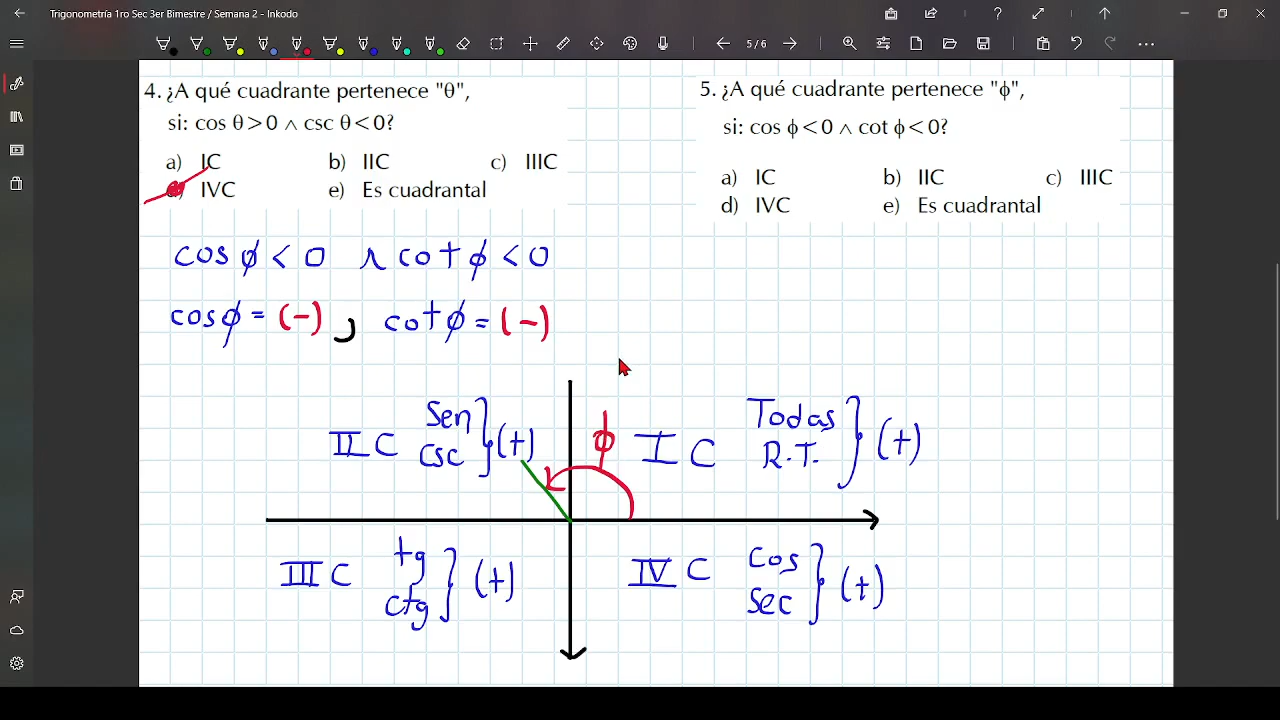 Trigonometría 1ro Sec 3er Bimestre / Semana 2 - Inkodo
5/6
4. ¿A qué cuadrante pertenece "θ",
si: cos θ>0 ∧ csc θ<0?
a) IC b) IIC c) IIIC
d) IVC e) Es cuadrantal
5. ¿A qué cuadrante pertenece "ϕ",
si: cos ϕ<0 ∧ cot ϕ<0?
a) IC b) IIC c) IIIC
d) IVC e) Es cuadrantal
cos ϕ < 0 ∧ cot ϕ < 0
cos ϕ = (-) , cot ϕ = (-)
II C Sen
Csc } (+)
ϕ
I C Todas
R.T. } (+)
III C tg
ctg } (+)
IV C Cos
Sec } (+)